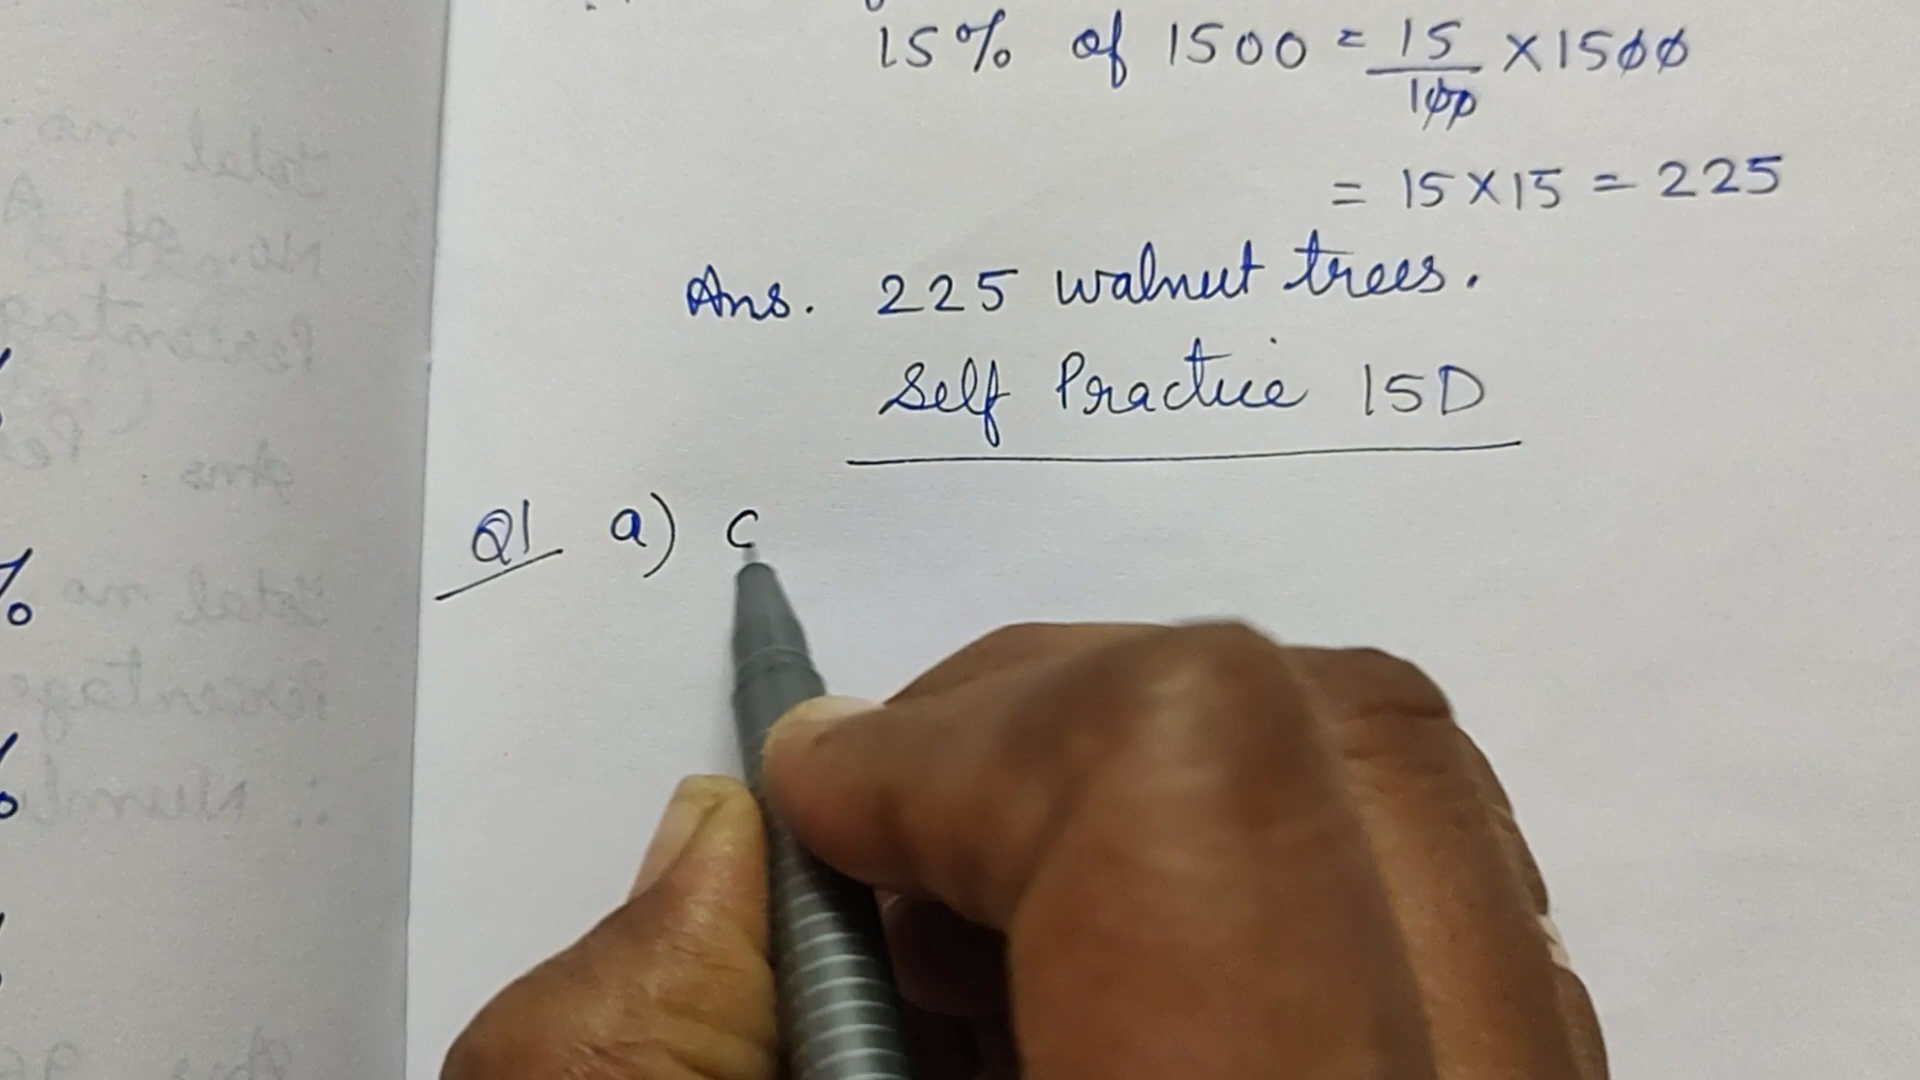 15% of 1500 = 15/100 × 1500
= 15 × 15 = 225
Ans. 225 walnut trees.
Self Practice 15D
Q1 a) C